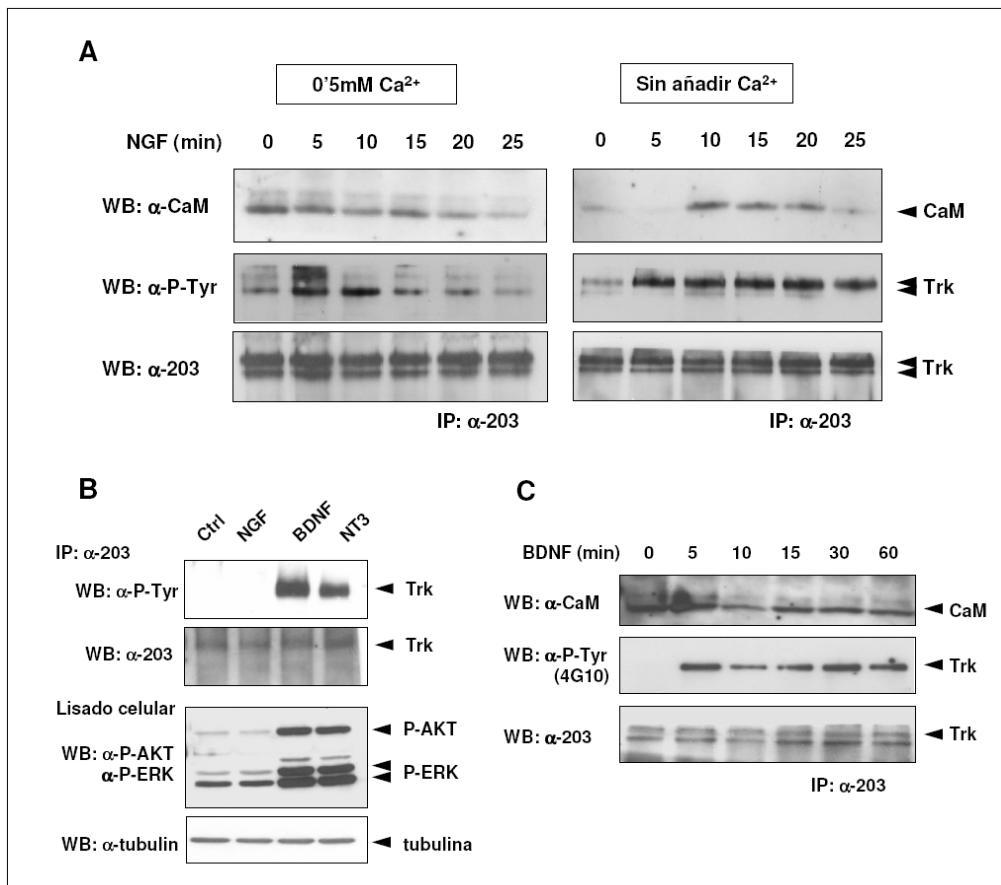 A
0'5mM Ca²⁺
Sin añadir Ca²⁺
NGF (min) 0 5 10 15 20 25 0 5 10 15 20 25
WB: α-CaM
CaM
WB: α-P-Tyr
Trk
WB: α-203
Trk
IP: α-203
IP: α-203
B
Ctrl NGF BDNF NT3
IP: α-203
WB: α-P-Tyr
Trk
WB: α-203
Trk
Lisado celular
P-AKT
WB: α-P-AKT
α-P-ERK
P-ERK
WB: α-tubulin
tubulina
C
BDNF (min) 0 5 10 15 30 60
WB: α-CaM
CaM
WB: α-P-Tyr
(4G10)
Trk
WB: α-203
Trk
IP: α-203